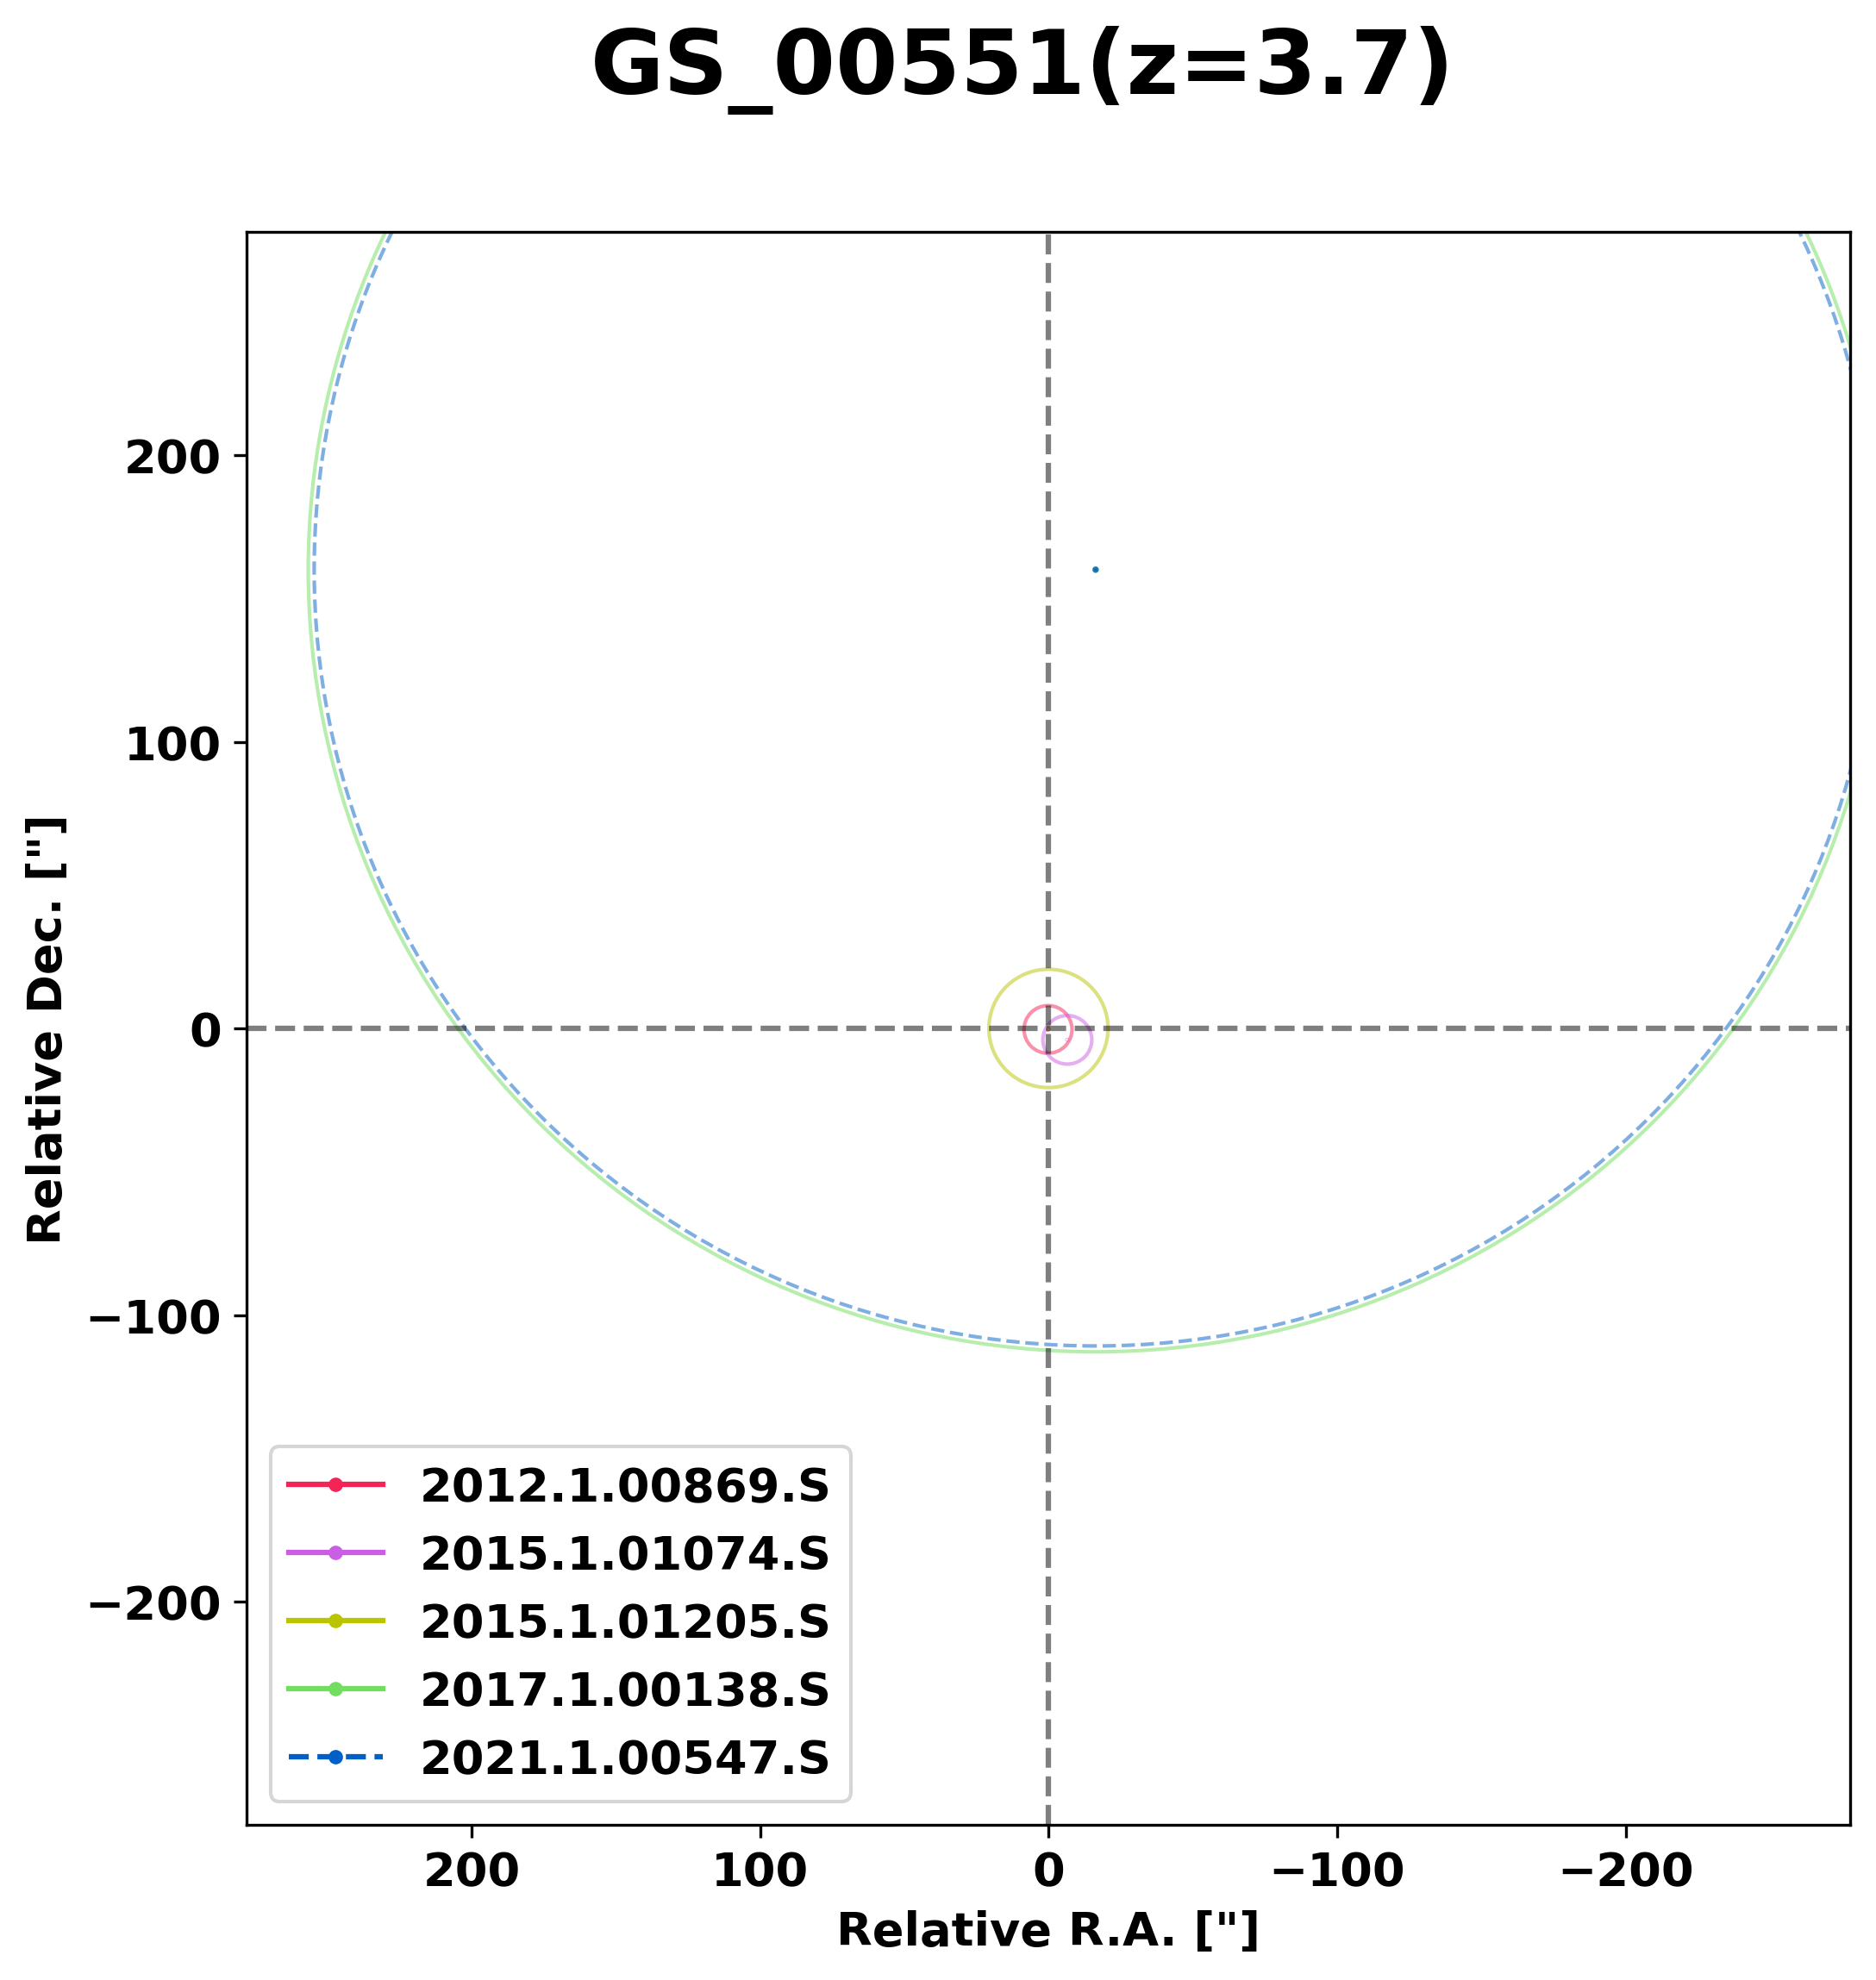 GS_00551(z=3.7)
200
100
0
−100
−200
Relative Dec. ["]
2012.1.00869.S
2015.1.01074.S
2015.1.01205.S
2017.1.00138.S
2021.1.00547.S
200 100 0 −100 −200
Relative R.A. ["]